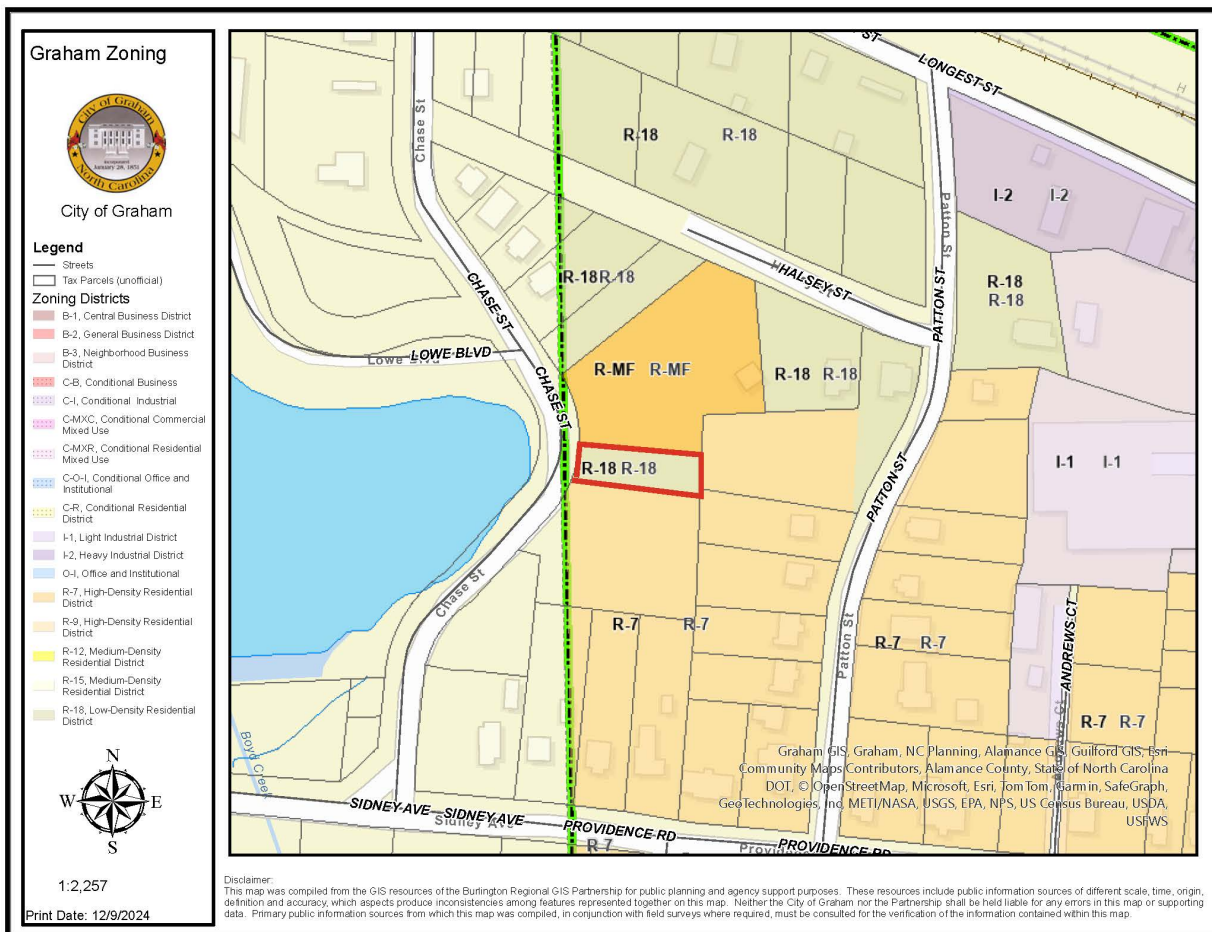 Graham Zoning
City of Graham
Incorporated
January 29, 1851
North Carolina
City of Graham
Legend
Streets
Tax Parcels (unofficial)
Zoning Districts
B-1, Central Business District
B-2, General Business District
B-3, Neighborhood Business
District
C-B, Conditional Business
C-I, Conditional Industrial
C-MXC, Conditional Commercial
Mixed Use
C-MXR, Conditional Residential
Mixed Use
C-O-I, Conditional Office and
Institutional
C-R, Conditional Residential
District
I-1, Light Industrial District
I-2, Heavy Industrial District
O-I, Office and Institutional
R-7, High-Density Residential
District
R-9, High-Density Residential
District
R-12, Medium-Density
Residential District
R-15, Medium-Density
Residential District
R-18, Low-Density Residential
District
N
W E
S
1:2,257
Print Date: 12/9/2024
ST
LONGEST ST
H
Chase St
R-18 R-18
I-2 I-2
Patton St
CHASE ST
R-18 R-18
HALSEY ST
R-18
R-18
PATTON ST
LOWE BLVD
Lowe Blvd
CHASE ST
R-MF R-MF
R-18 R-18
R-18 R-18
I-1 I-1
PATTON ST
Chase St
R-7 R-7
R-7 R-7
Patton St
ANDREWS CT
R-7 R-7
Boyd Creek
Graham GIS, Graham, NC Planning, Alamance GIS, Guilford GIS, Esri
Community Maps Contributors, Alamance County, State of North Carolina
DOT, © OpenStreetMap, Microsoft, Esri, TomTom, Garmin, SafeGraph,
GeoTechnologies, Inc, METI/NASA, USGS, EPA, NPS, US Census Bureau, USDA,
USFWS
SIDNEY AVE SIDNEY AVE PROVIDENCE RD
Sidney Ave
PROVIDENCE RD
R-7
Disclaimer:
This map was compiled from the GIS resources of the Burlington Regional GIS Partnership for public planning and agency support purposes. These resources include public information sources of different scale, time, origin,
definition and accuracy, which aspects produce inconsistencies among features represented together on this map. Neither the City of Graham nor the Partnership shall be held liable for any errors in this map or supporting
data. Primary public information sources from which this map was compiled, in conjunction with field surveys where required, must be consulted for the verification of the information contained within this map.